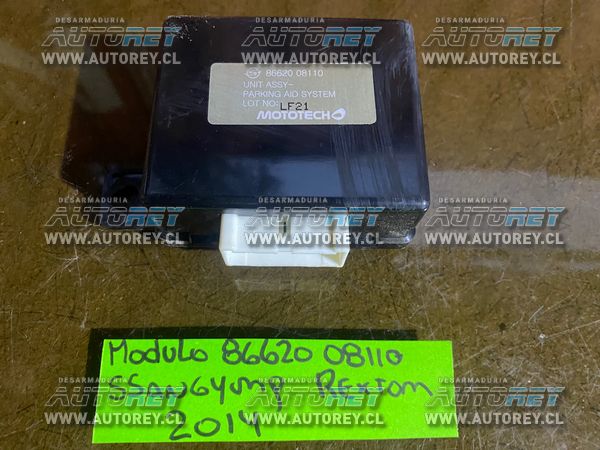 86620 08110
UNIT ASSY-
PARKING AID SYSTEM
LOT NO: LF21
MOTOTECH
Modulo 86620 08110
SSangyung Rexton
2014
DESARMADURIA
AUTOREY
WWW.AUTOREY.CL